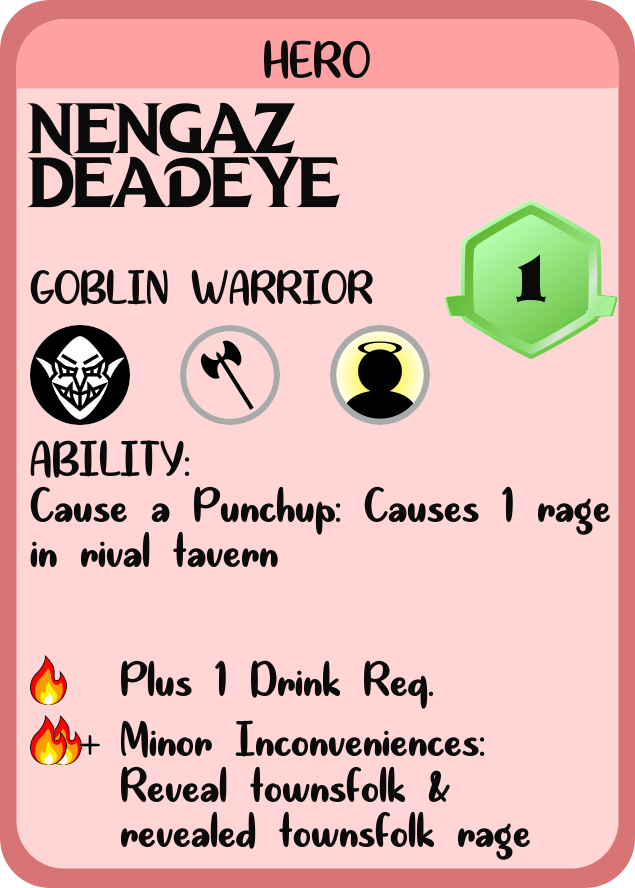 HERO
NENGAZ
DEADEYE
1
GOBLIN WARRIOR
ABILITY:
Cause a Punchup: Causes 1 rage
in rival tavern
Plus 1 Drink Req.
+ Minor Inconveniences:
Reveal townsfolk &
revealed townsfolk rage